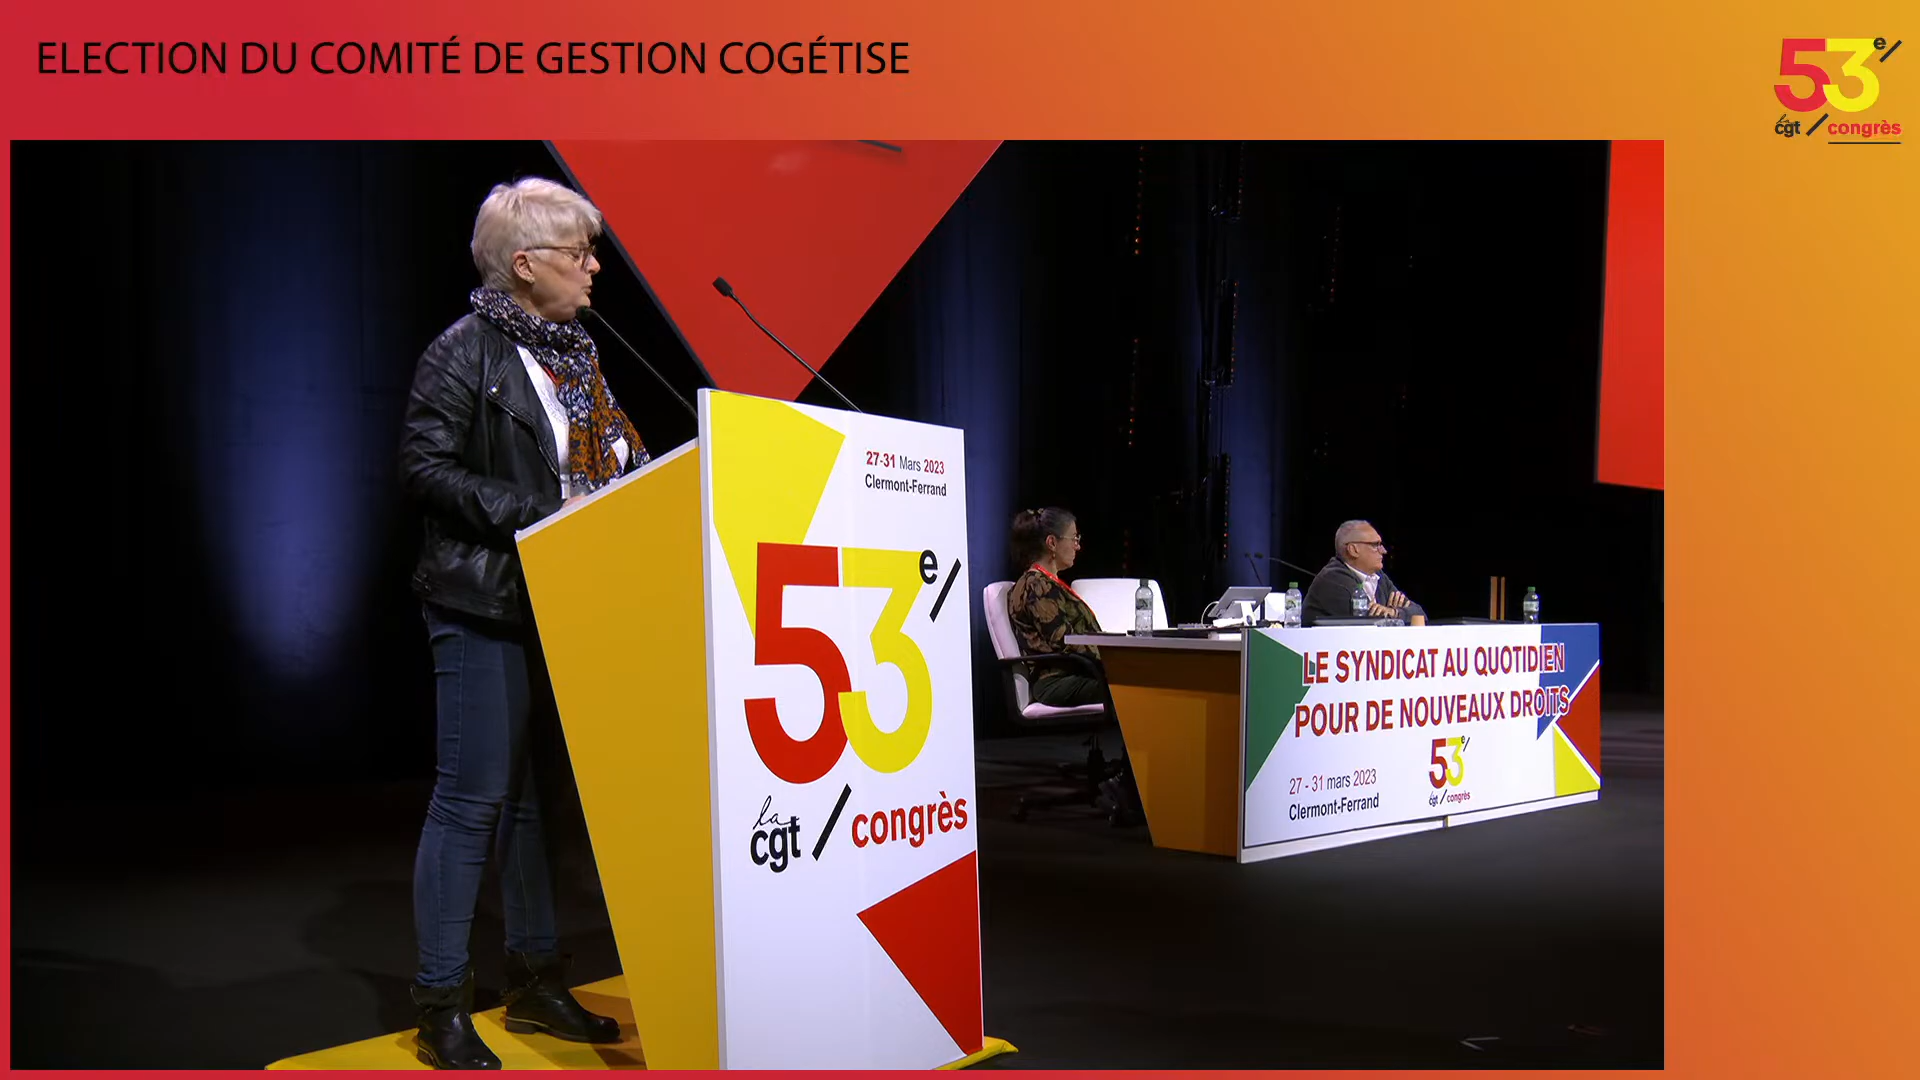 ELECTION DU COMITÉ DE GESTION COGÉTISE
53e/
la cgt / congrès
27-31 Mars 2023
Clermont-Ferrand
53e/
la cgt / congrès
LE SYNDICAT AU QUOTIDIEN
POUR DE NOUVEAUX DROITS
53e/
la cgt / congrès
27 - 31 mars 2023
Clermont-Ferrand